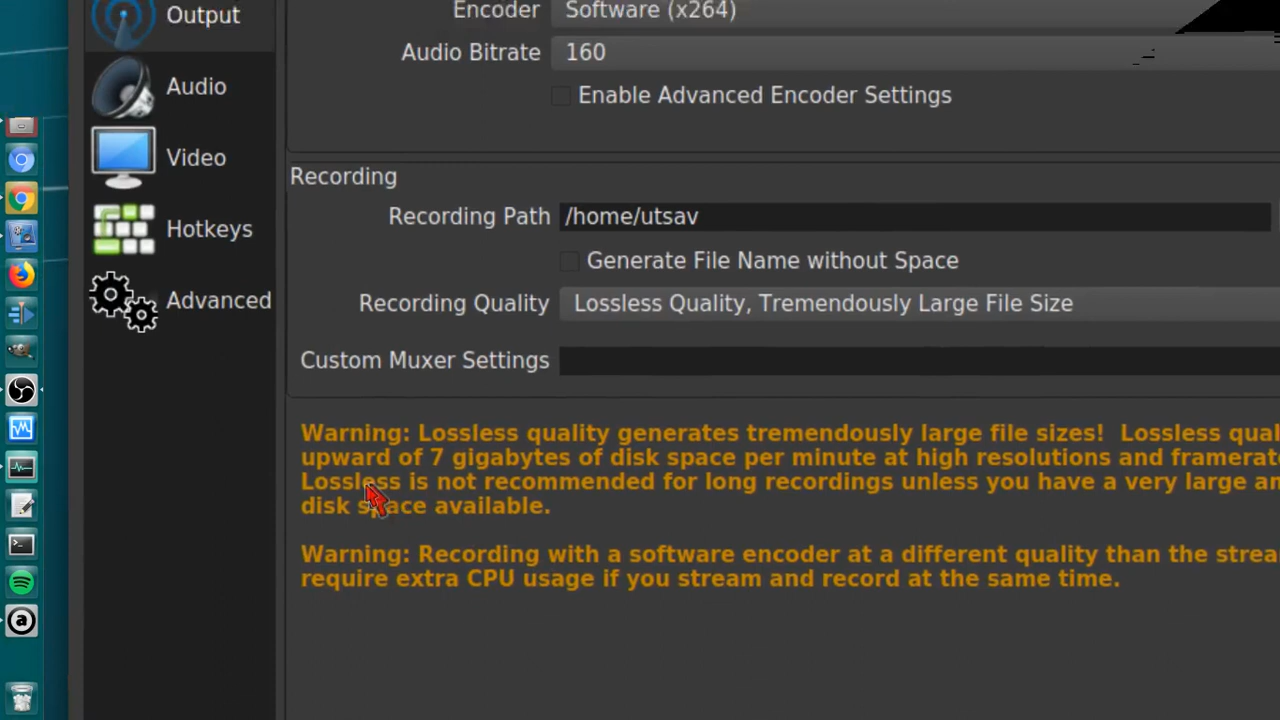 Output
Audio
Video
Hotkeys
Advanced
Encoder Software (x264)
Audio Bitrate 160
Enable Advanced Encoder Settings
Recording
Recording Path /home/utsav
Generate File Name without Space
Recording Quality Lossless Quality, Tremendously Large File Size
Custom Muxer Settings
Warning: Lossless quality generates tremendously large file sizes! Lossless qual
upward of 7 gigabytes of disk space per minute at high resolutions and framerat
Lossless is not recommended for long recordings unless you have a very large an
disk space available.
Warning: Recording with a software encoder at a different quality than the strea
require extra CPU usage if you stream and record at the same time.